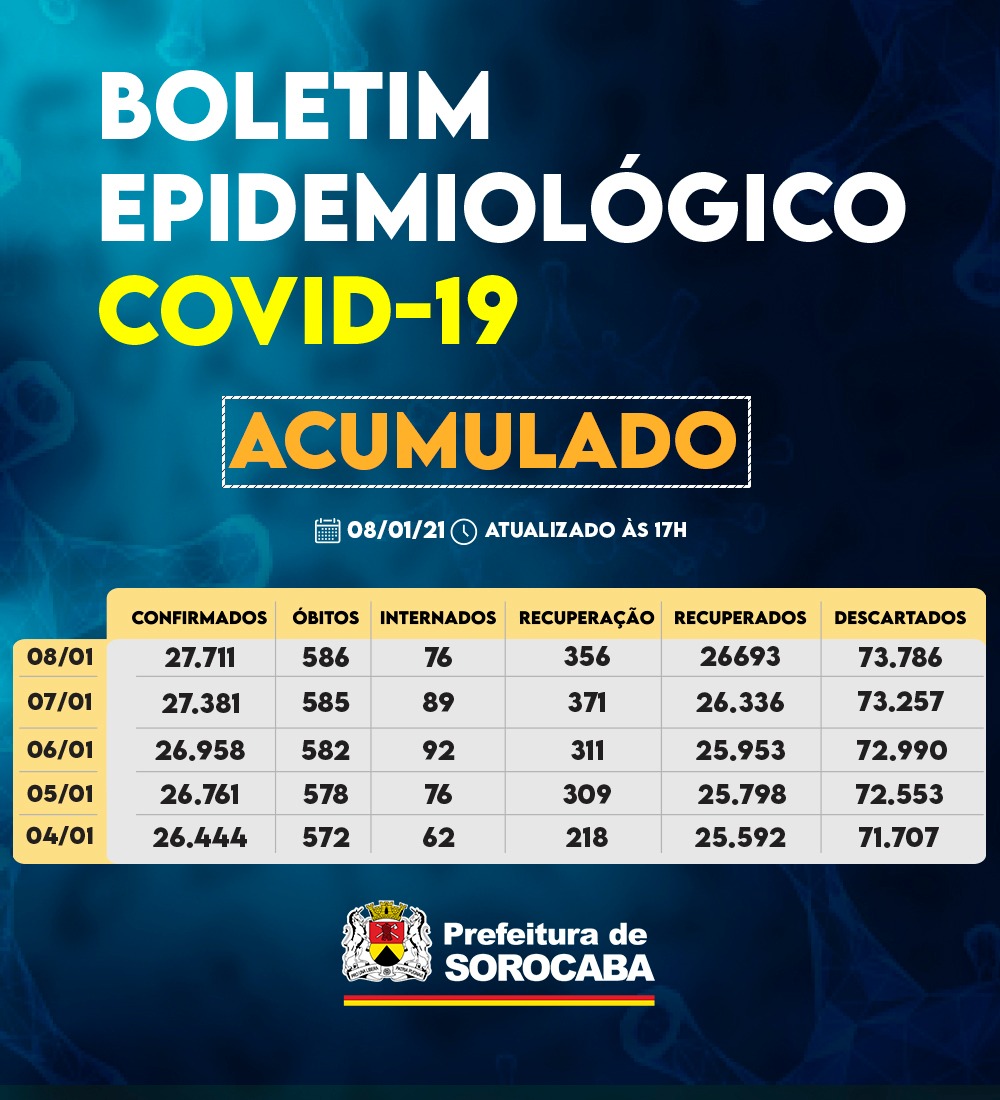 BOLETIM
EPIDEMIOLÓGICO
COVID-19
ACUMULADO
08/01/21 ATUALIZADO ÀS 17H
CONFIRMADOS ÓBITOS INTERNADOS RECUPERAÇÃO RECUPERADOS DESCARTADOS
08/01 27.711 586 76 356 26693 73.786
07/01 27.381 585 89 371 26.336 73.257
06/01 26.958 582 92 311 25.953 72.990
05/01 26.761 578 76 309 25.798 72.553
04/01 26.444 572 62 218 25.592 71.707
Prefeitura de
SOROCABA